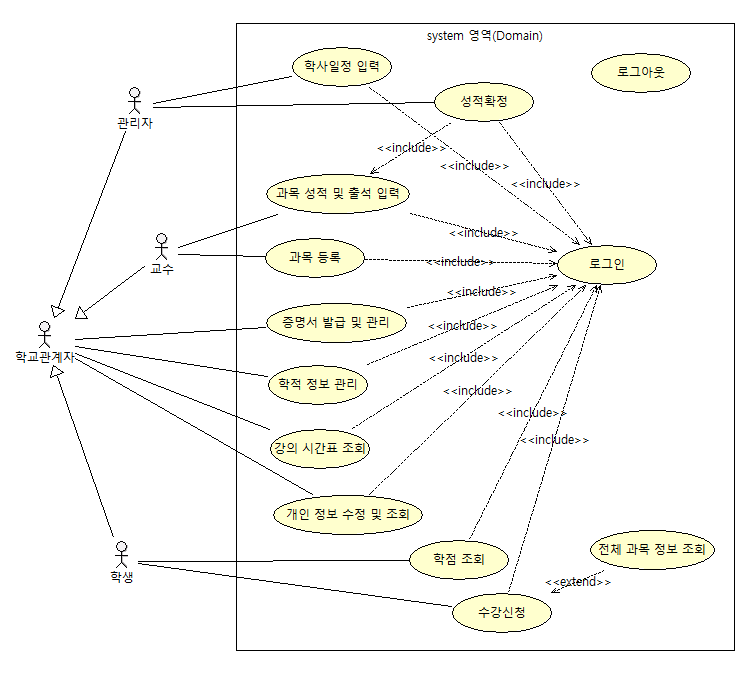 system 영역(Domain)
학사일정 입력
로그아웃
성적확정
관리자
<<include>>
<<include>>
<<include>>
과목 성적 및 출석 입력
<<include>>
교수
과목 등록
<<include>>
로그인
<<include>>
증명서 발급 및 관리
<<include>>
학교관계자
<<include>>
학적 정보 관리
<<include>>
<<include>>
<<include>>
강의 시간표 조회
개인 정보 수정 및 조회
전체 과목 정보 조회
학점 조회
학생
<<extend>>
수강신청